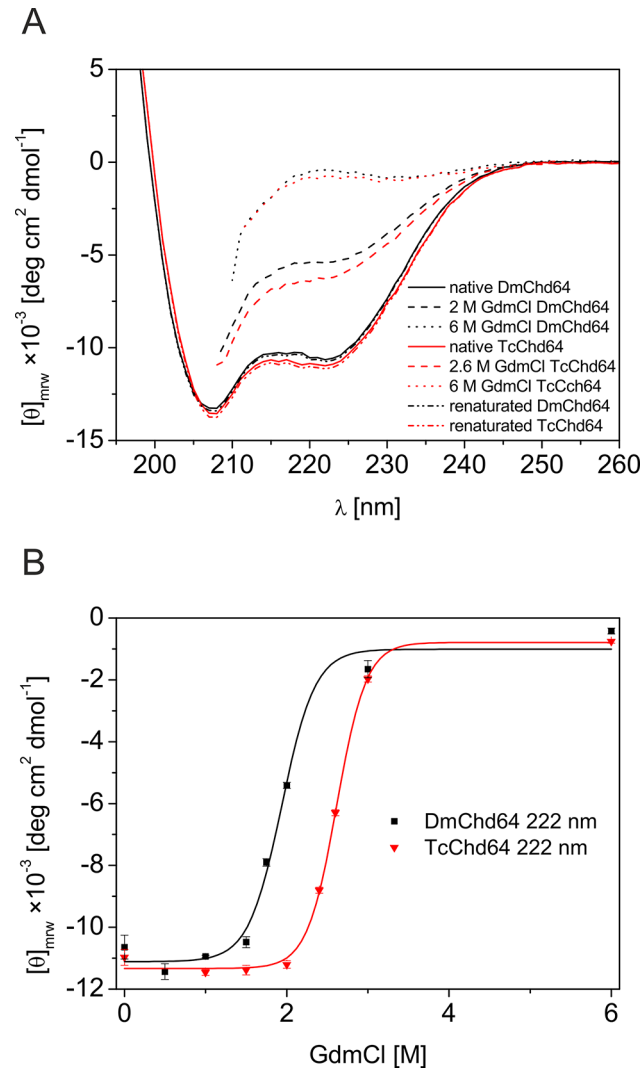 A
5
0
-5
-10
-15
[θ]mrw ×10⁻³ [deg cm² dmol⁻¹]
native DmChd64
2 M GdmCl DmChd64
6 M GdmCl DmChd64
native TcChd64
2.6 M GdmCl TcChd64
6 M GdmCl TcCch64
renaturated DmChd64
renaturated TcChd64
200 210 220 230 240 250 260
λ [nm]
B
0
-2
-4
-6
-8
-10
-12
[θ]mrw ×10⁻³ [deg cm² dmol⁻¹]
DmChd64 222 nm
TcChd64 222 nm
0 2 4 6
GdmCl [M]